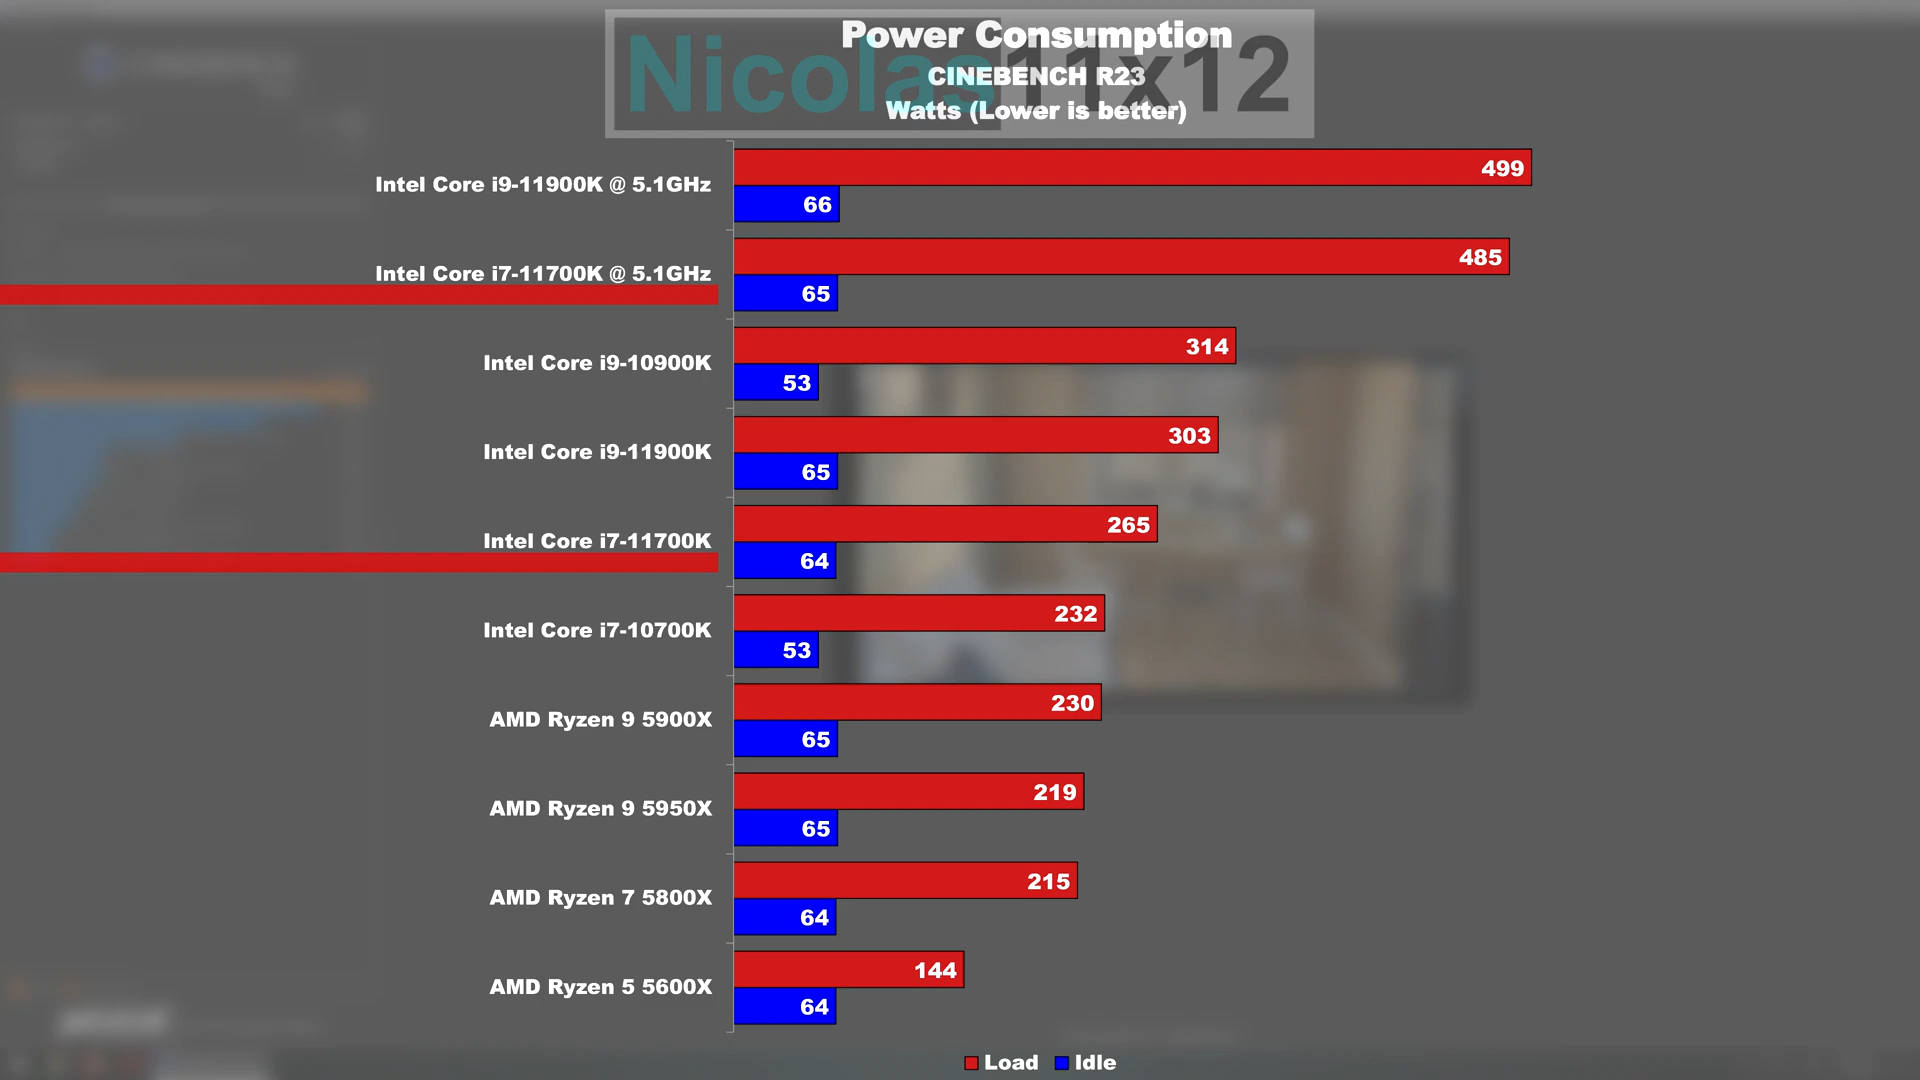 Nicolas11x12
Power Consumption
CINEBENCH R23
Watts (Lower is better)
Intel Core i9-11900K @ 5.1GHz
499
66
Intel Core i7-11700K @ 5.1GHz
485
65
Intel Core i9-10900K
314
53
Intel Core i9-11900K
303
65
Intel Core i7-11700K
265
64
Intel Core i7-10700K
232
53
AMD Ryzen 9 5900X
230
65
AMD Ryzen 9 5950X
219
65
AMD Ryzen 7 5800X
215
64
AMD Ryzen 5 5600X
144
64
Load Idle